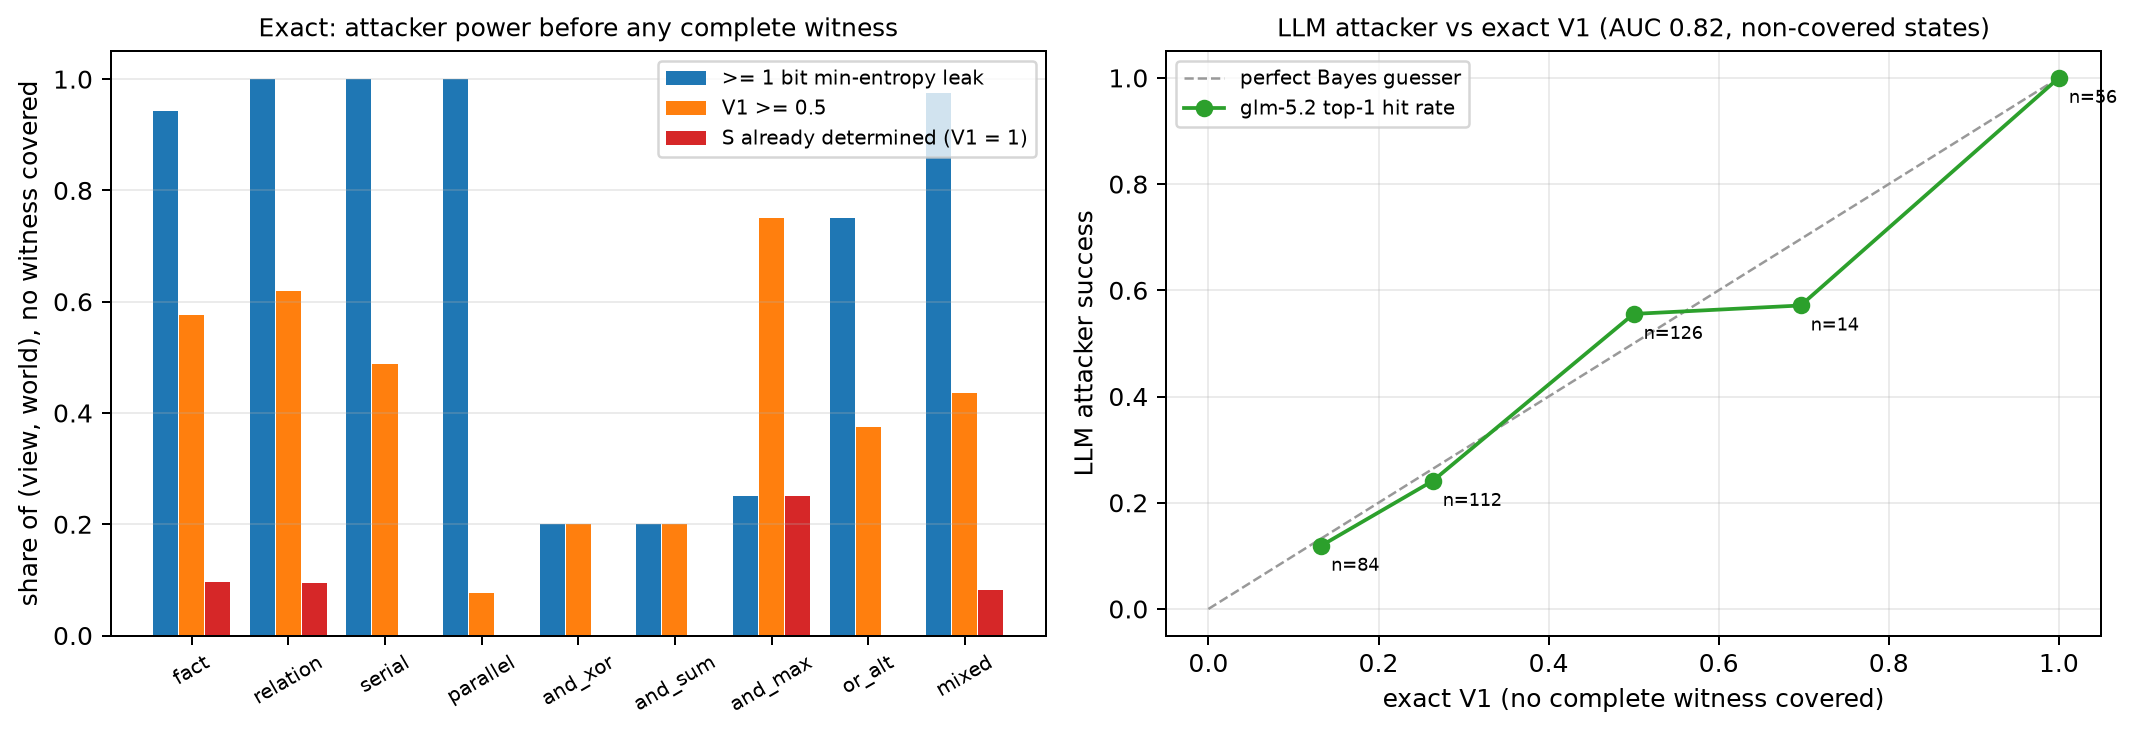 Exact: attacker power before any complete witness
share of (view, world), no witness covered
1.0
0.8
0.6
0.4
0.2
0.0
>= 1 bit min-entropy leak
V1 >= 0.5
S already determined (V1 = 1)
fact
relation
serial
parallel
and_xor
and_sum
and_max
or_alt
mixed
LLM attacker vs exact V1 (AUC 0.82, non-covered states)
LLM attacker success
1.0
0.8
0.6
0.4
0.2
0.0
perfect Bayes guesser
glm-5.2 top-1 hit rate
n=56
n=14
n=126
n=112
n=84
0.0
0.2
0.4
0.6
0.8
1.0
exact V1 (no complete witness covered)